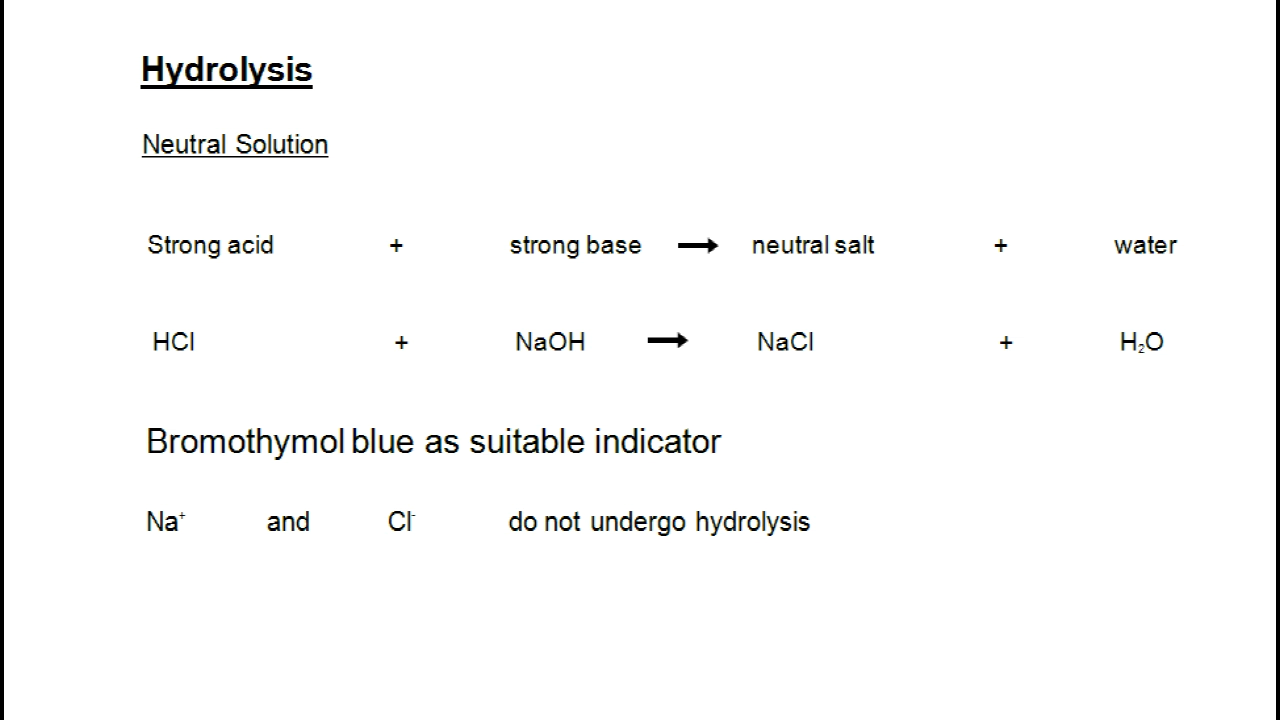 Hydrolysis
Neutral Solution
Strong acid + strong base → neutral salt + water
HCl + NaOH → NaCl + H₂O
Bromothymol blue as suitable indicator
Na⁺ and Cl⁻ do not undergo hydrolysis